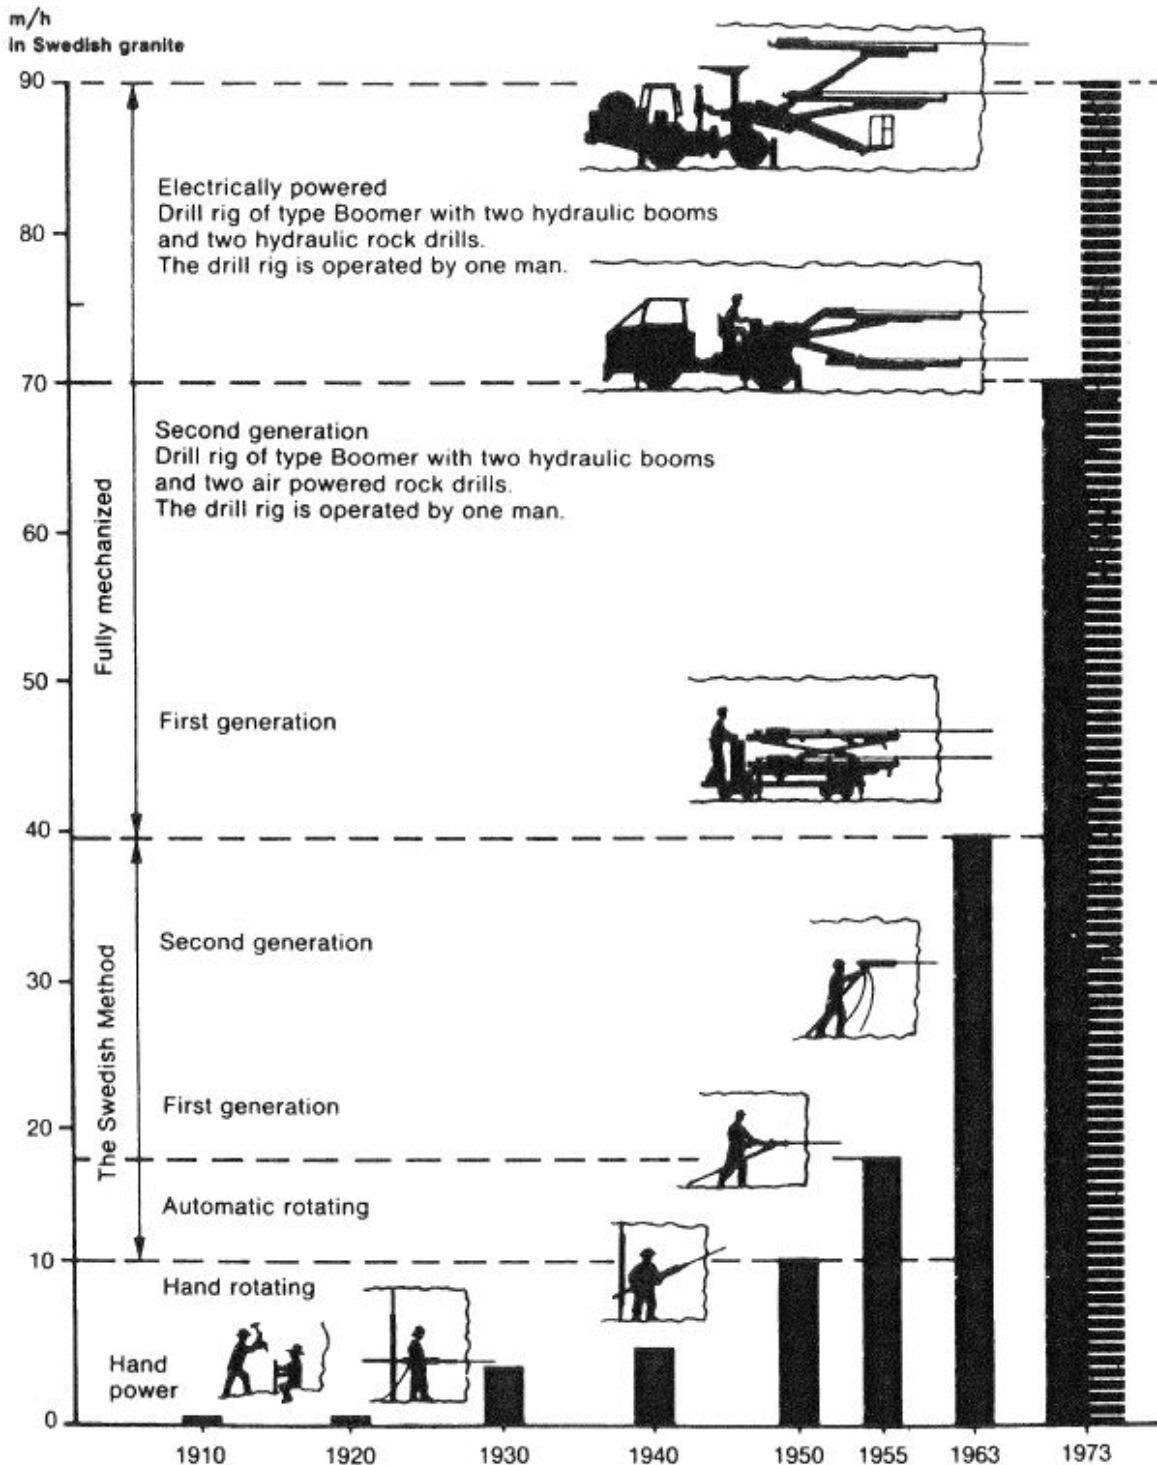 m/h
in Swedish granite
90
Electrically powered
Drill rig of type Boomer with two hydraulic booms
and two hydraulic rock drills.
The drill rig is operated by one man.
80
70
Second generation
Drill rig of type Boomer with two hydraulic booms
and two air powered rock drills.
The drill rig is operated by one man.
60
Fully mechanized
50
First generation
40
Second generation
30
The Swedish Method
First generation
20
Automatic rotating
10
Hand rotating
Hand
power
0
1910 1920 1930 1940 1950 1955 1963 1973